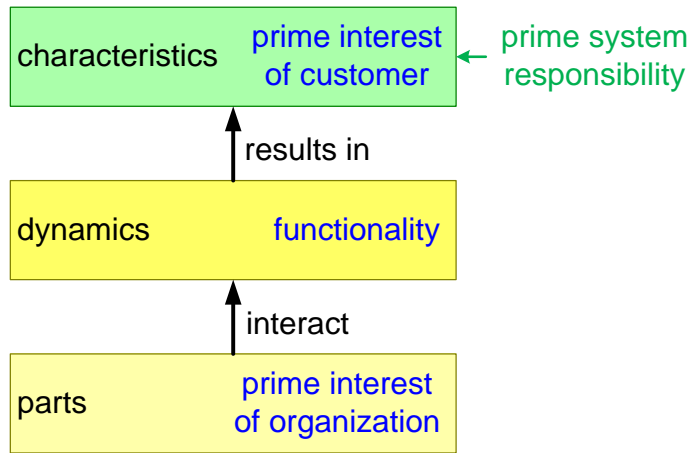 characteristics
prime interest
of customer
prime system
responsibility
results in
dynamics
functionality
interact
parts
prime interest
of organization